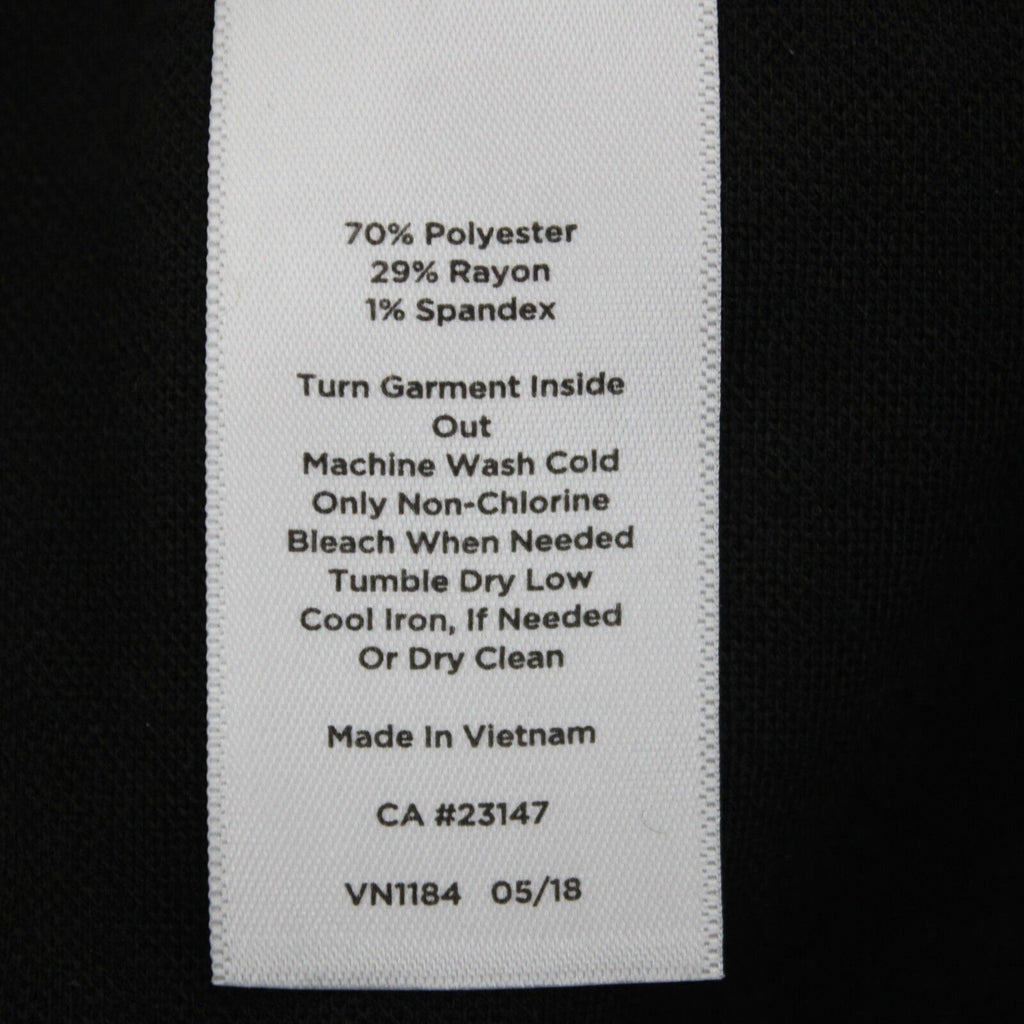 70% Polyester
29% Rayon
1% Spandex
Turn Garment Inside
Out
Machine Wash Cold
Only Non-Chlorine
Bleach When Needed
Tumble Dry Low
Cool Iron, If Needed
Or Dry Clean
Made In Vietnam
CA #23147
VN1184 05/18